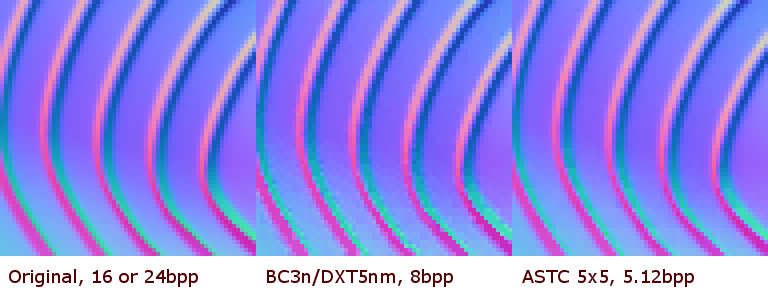 Original, 16 or 24bpp
BC3n/DXT5nm, 8bpp
ASTC 5x5, 5.12bpp